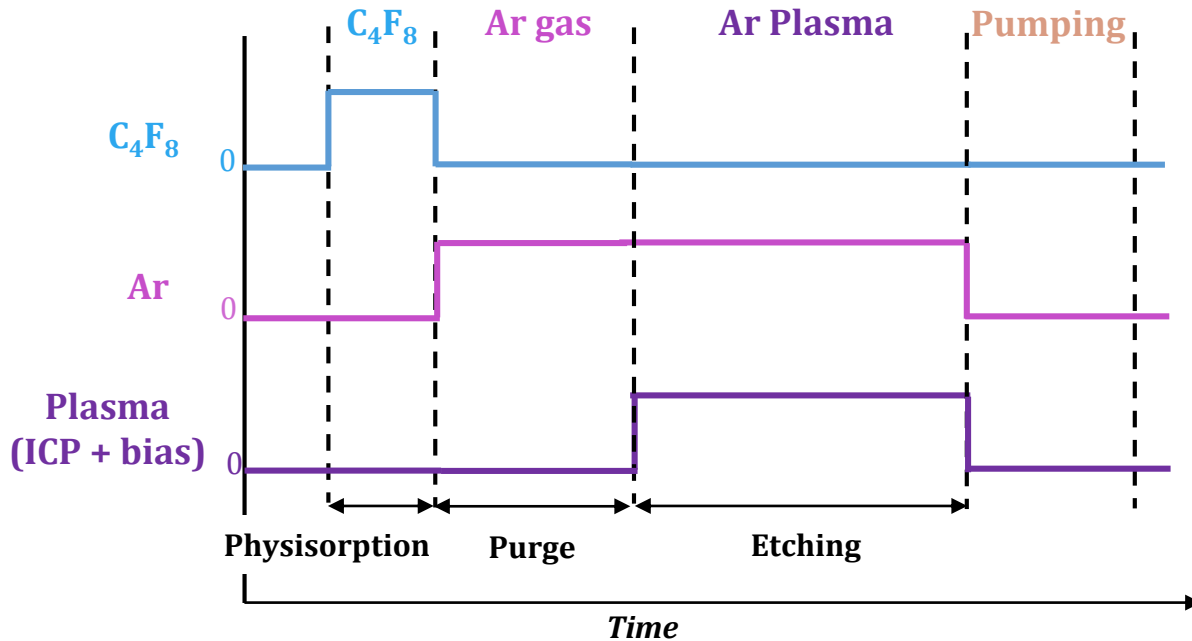 C₄F₈ Ar gas Ar Plasma Pumping
C₄F₈ 0
Ar 0
Plasma
(ICP + bias) 0
Physisorption Purge Etching
Time